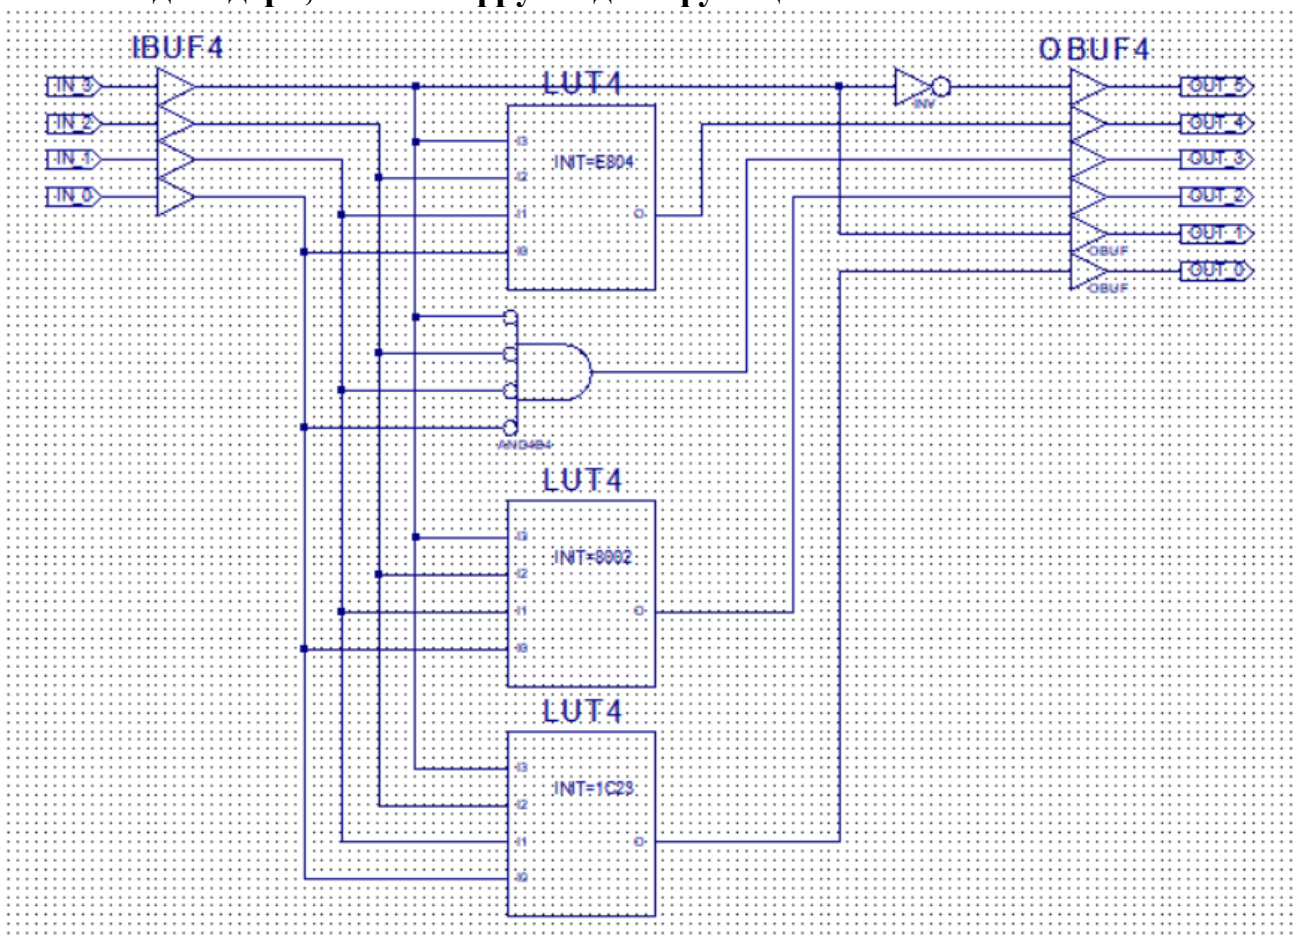 IBUF4
OBUF4
LUT4
IN_3
IN_2
IN_1
IN_0
INV
OUT_5
OUT_4
OUT_3
OUT_2
OUT_1
OUT_0
OBUF
OBUF
I3
INIT=E804
I2
I1
O
I0
AND4B4
LUT4
I3
INIT=8002
I2
I1
O
I0
LUT4
I3
INIT=1C23
I2
I1
O
I0